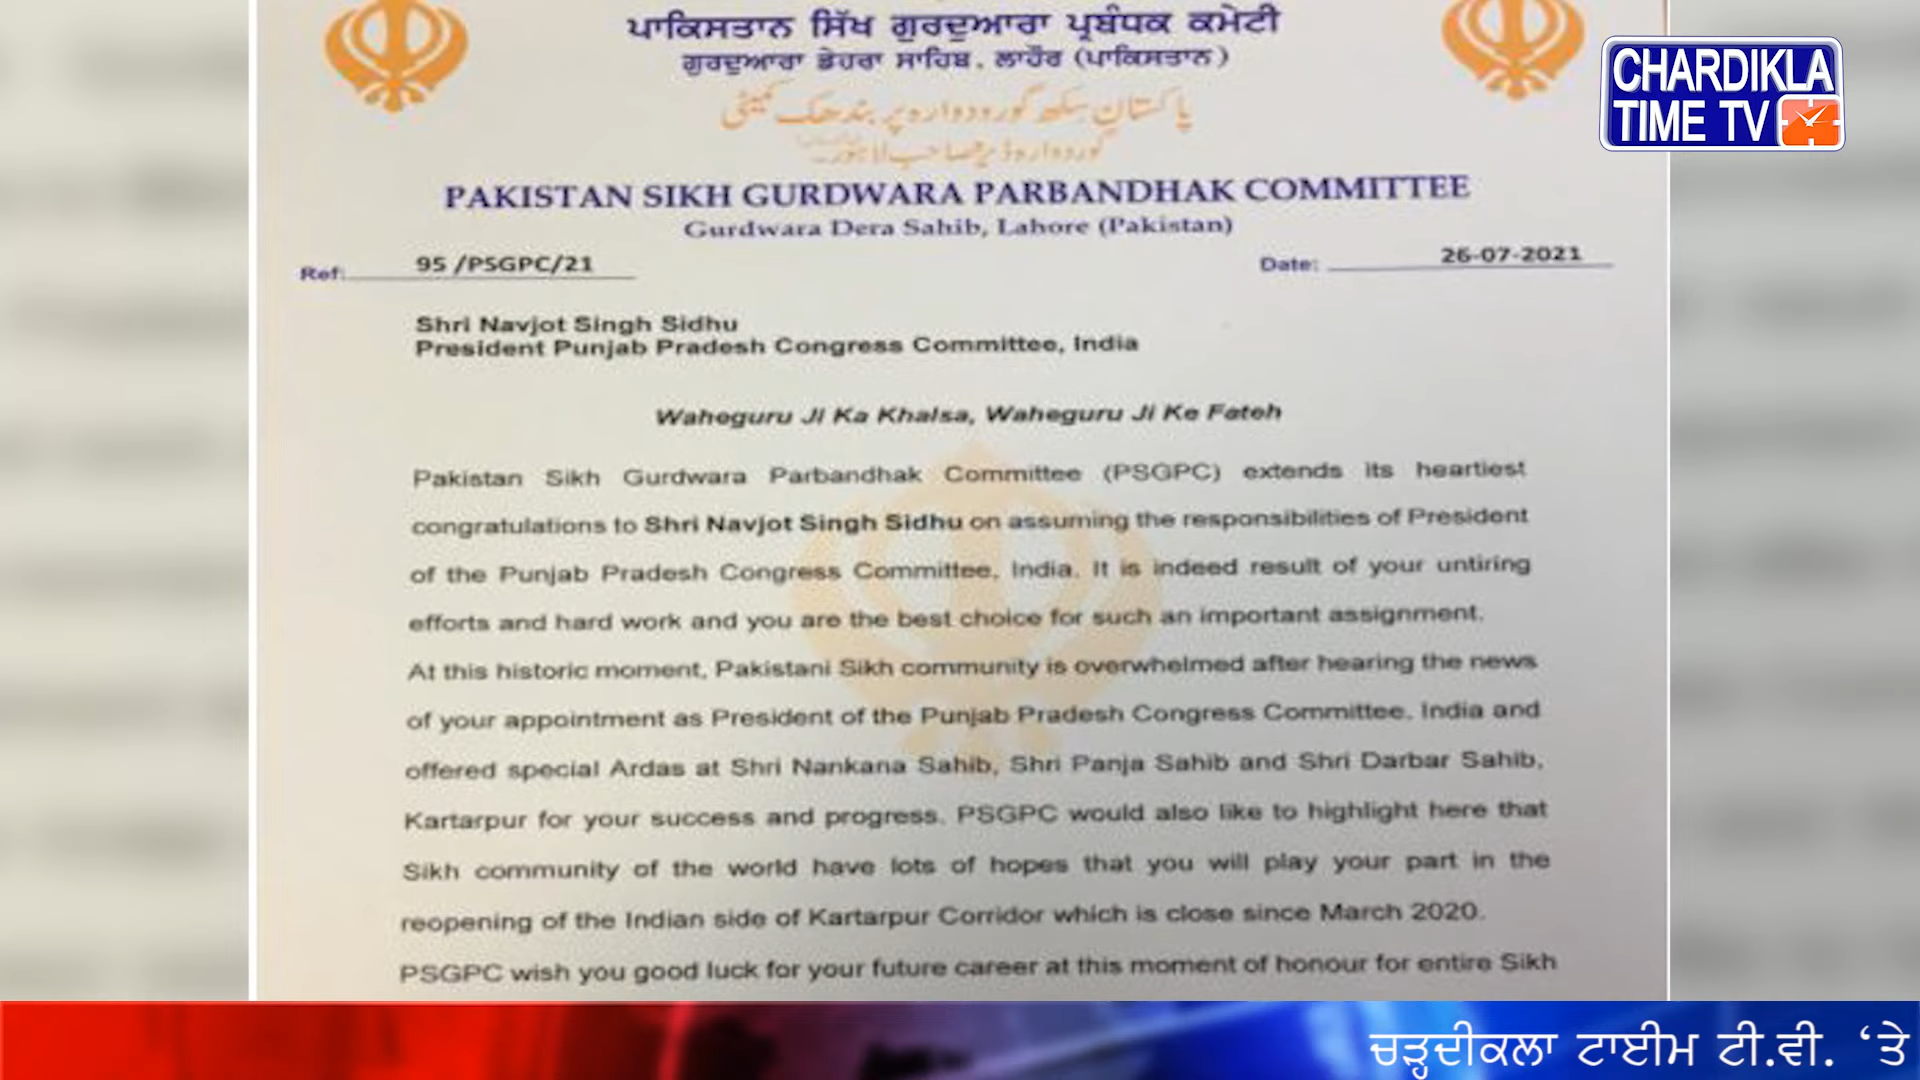 ਪਾਕਿਸਤਾਨ ਸਿੱਖ ਗੁਰਦੁਆਰਾ ਪ੍ਰਬੰਧਕ ਕਮੇਟੀ
ਗੁਰਦੁਆਰਾ ਡੇਹਰਾ ਸਾਹਿਬ, ਲਾਹੌਰ (ਪਾਕਿਸਤਾਨ)
پاکستان سکھ گورودوارہ پربندھک کمیٹی
گوردوارہ ڈیرہ صاحب لاہور
CHARDIKLA
TIME TV
PAKISTAN SIKH GURDWARA PARBANDHAK COMMITTEE
Gurdwara Dera Sahib, Lahore (Pakistan)
Ref: 95 /PSGPC/21 Date: 26-07-2021
Shri Navjot Singh Sidhu
President Punjab Pradesh Congress Committee, India
Waheguru Ji Ka Khalsa, Waheguru Ji Ke Fateh
Pakistan Sikh Gurdwara Parbandhak Committee (PSGPC) extends its heartiest
congratulations to Shri Navjot Singh Sidhu on assuming the responsibilities of President
of the Punjab Pradesh Congress Committee, India. It is indeed result of your untiring
efforts and hard work and you are the best choice for such an important assignment.
At this historic moment, Pakistani Sikh community is overwhelmed after hearing the news
of your appointment as President of the Punjab Pradesh Congress Committee, India and
offered special Ardas at Shri Nankana Sahib, Shri Panja Sahib and Shri Darbar Sahib,
Kartarpur for your success and progress. PSGPC would also like to highlight here that
Sikh community of the world have lots of hopes that you will play your part in the
reopening of the Indian side of Kartarpur Corridor which is close since March 2020.
PSGPC wish you good luck for your future career at this moment of honour for entire Sikh
ਚੜ੍ਹਦੀਕਲਾ ਟਾਈਮ ਟੀ.ਵੀ. ‘ਤੇ